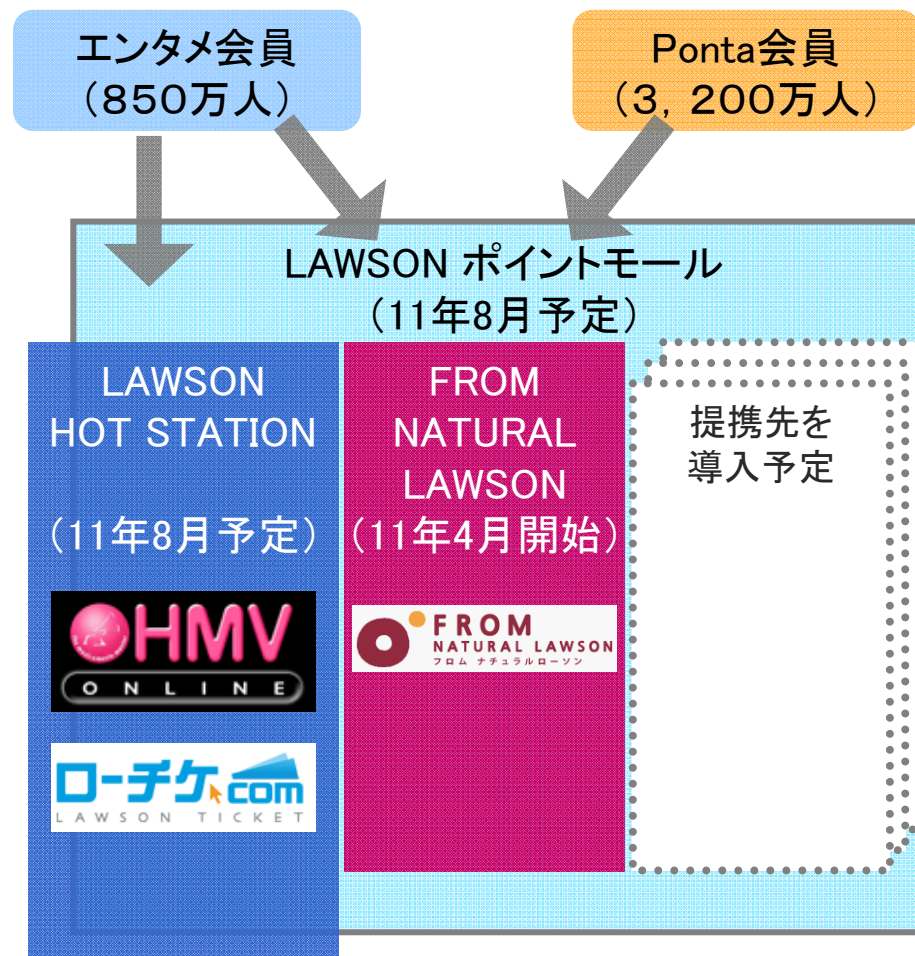 エンタメ会員
（８５０万人）
Ponta会員
（３，２００万人）
LAWSON ポイントモール
（11年8月予定）
LAWSON
HOT STATION
（11年8月予定）
HMV
ONLINE
ローチケ.com
LAWSON TICKET
FROM
NATURAL
LAWSON
（11年4月開始）
FROM
NATURAL LAWSON
フロム ナチュラルローソン
提携先を
導入予定